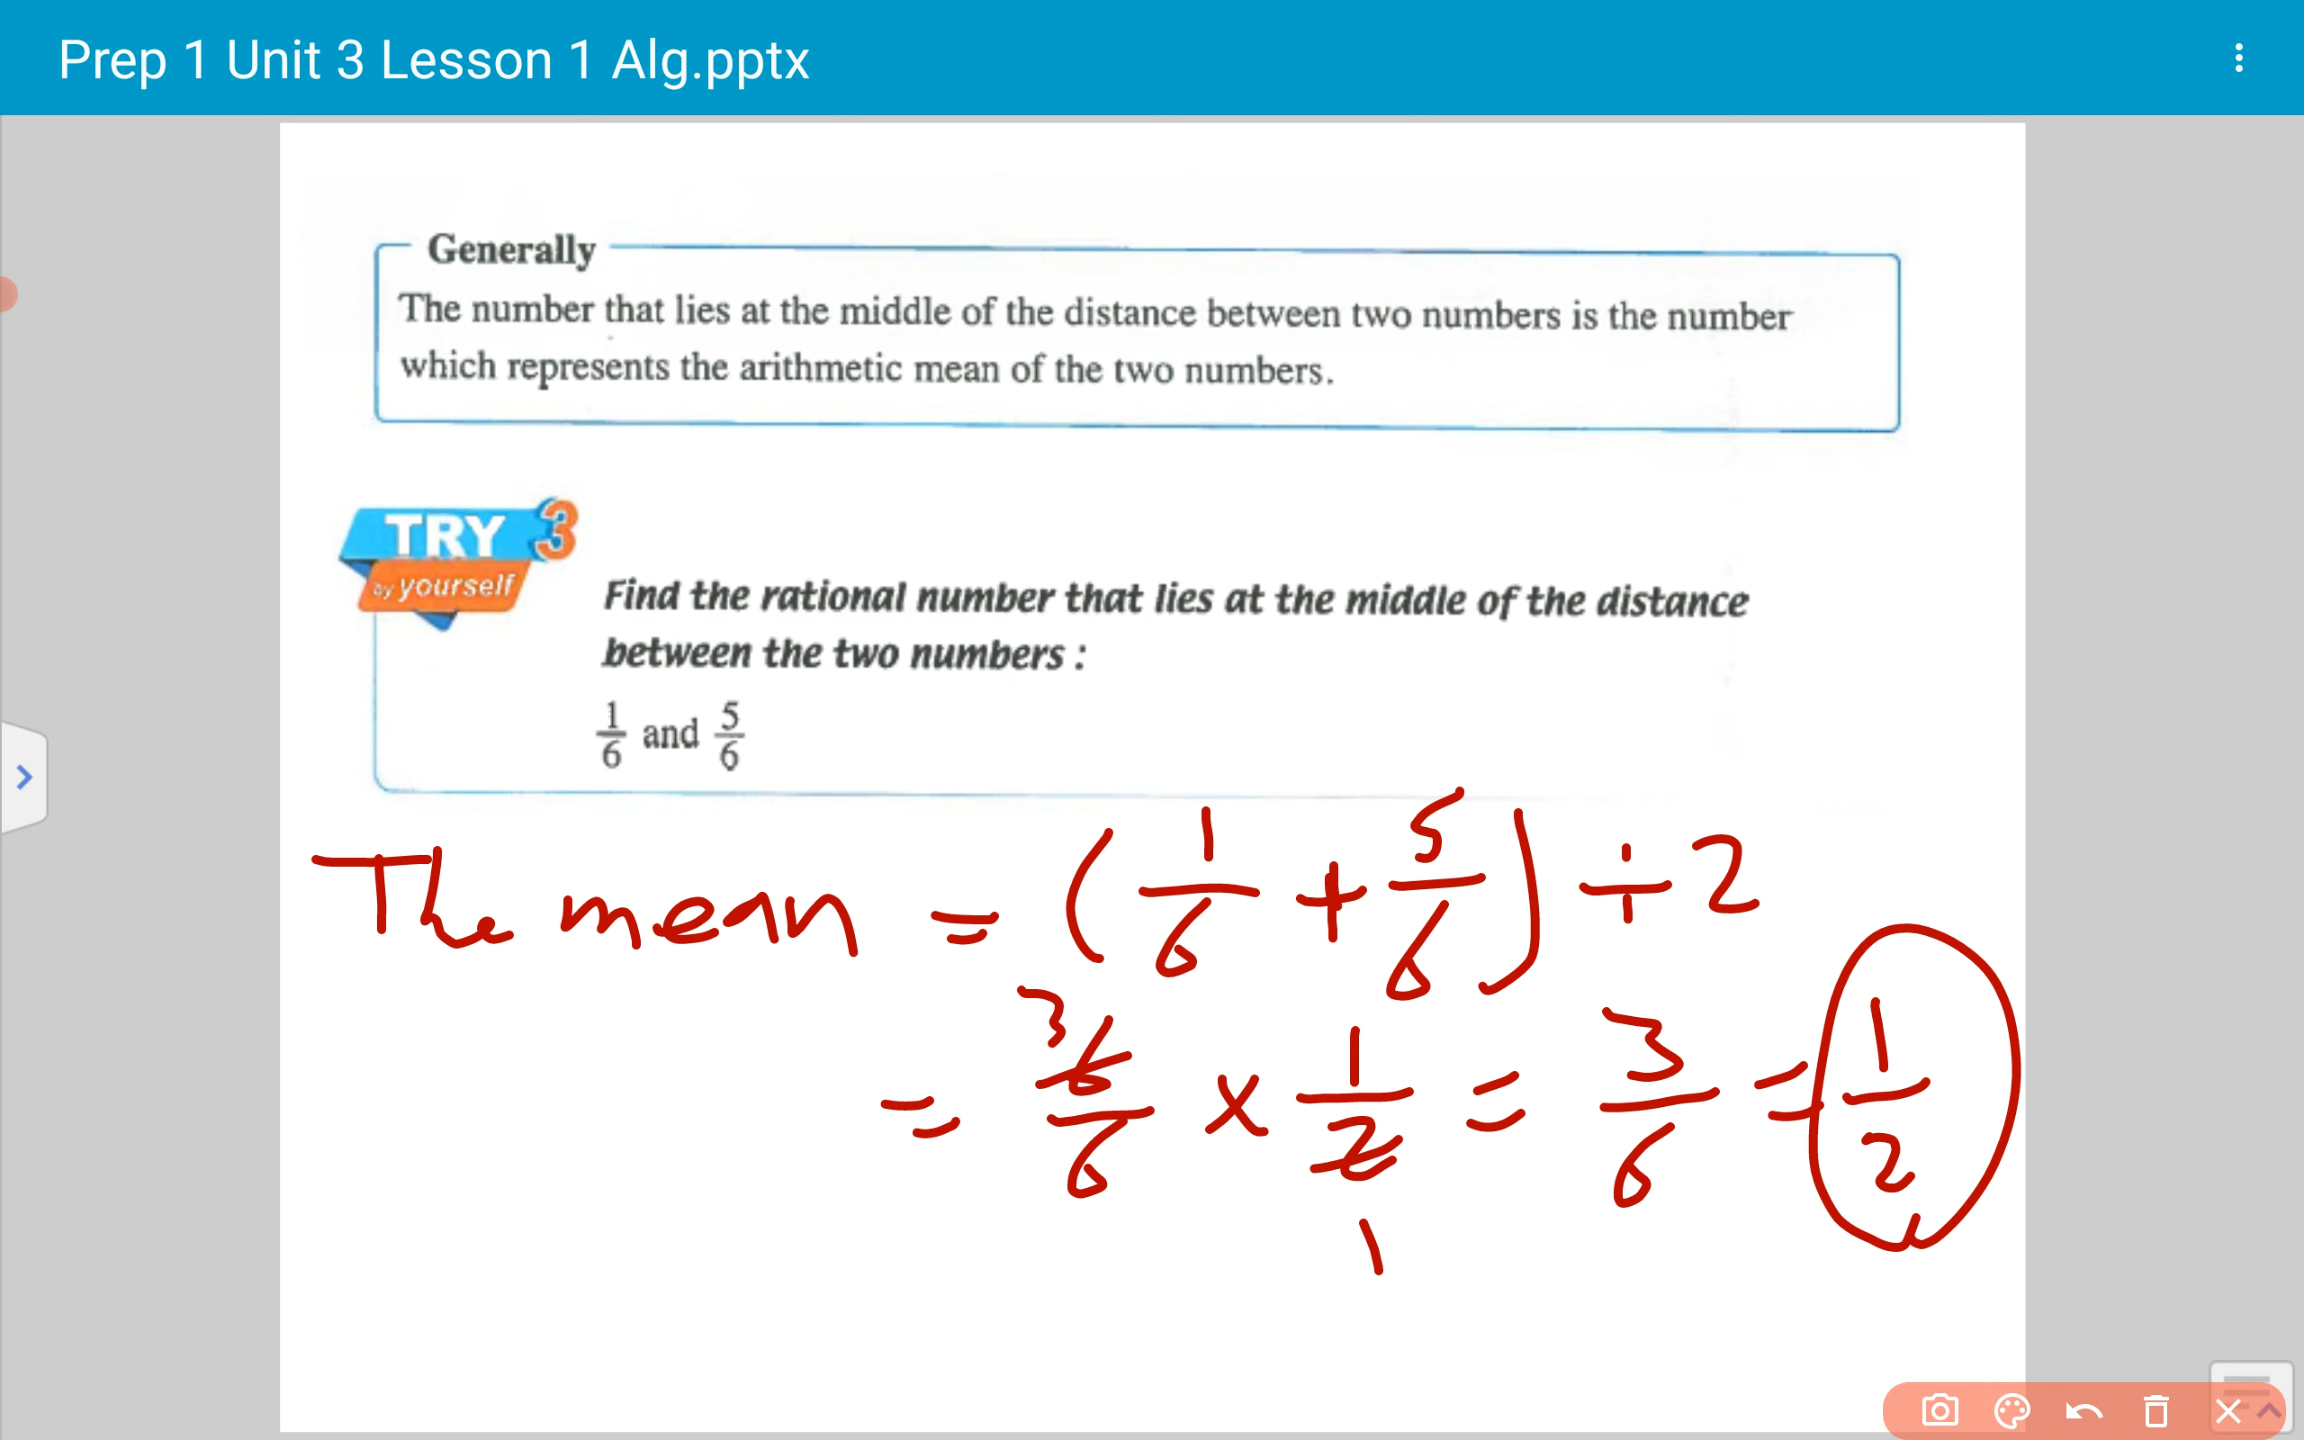 Prep 1 Unit 3 Lesson 1 Alg.pptx
Generally
The number that lies at the middle of the distance between two numbers is the number
which represents the arithmetic mean of the two numbers.
TRY 3
by yourself
Find the rational number that lies at the middle of the distance
between the two numbers :
1/6 and 5/6
The mean = (1/6 + 5/6) ÷ 2
3
= 6/6 × 1/2 = 3/6 = 1/2
1